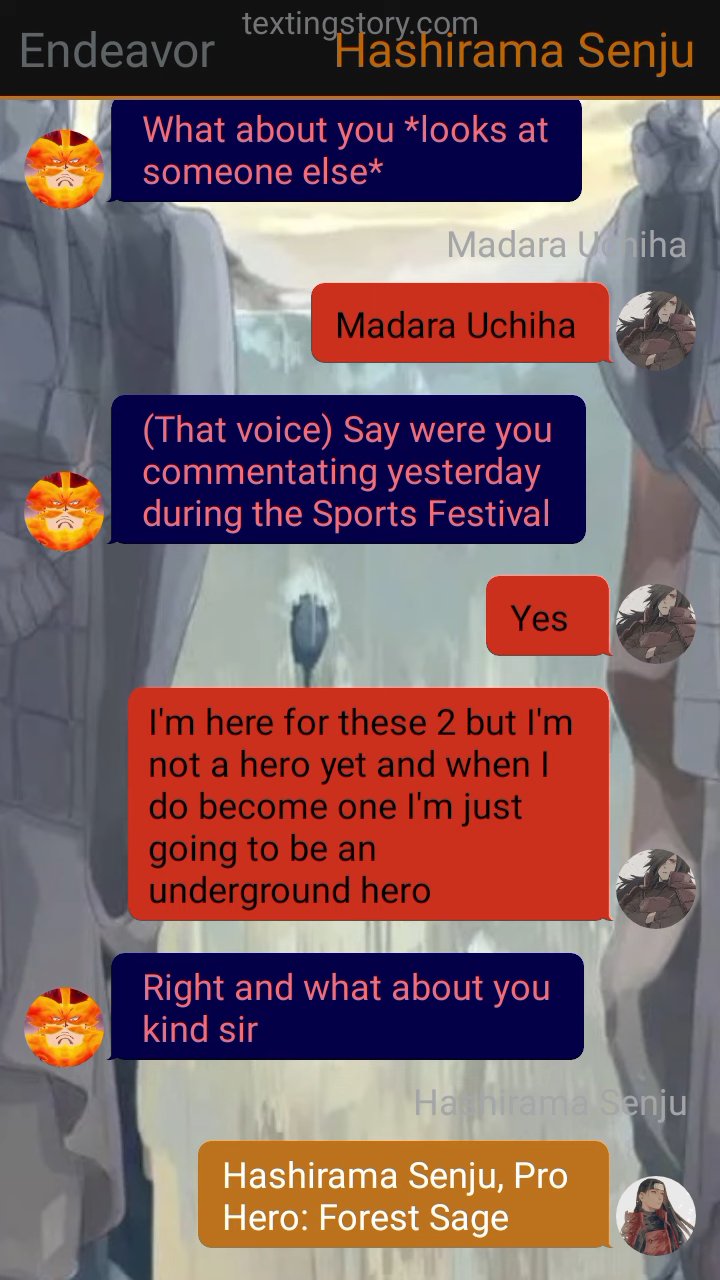 textingstory.com
Endeavor
Hashirama Senju
What about you *looks at
someone else*
Madara Uchiha
Madara Uchiha
(That voice) Say were you
commentating yesterday
during the Sports Festival
Yes
I'm here for these 2 but I'm
not a hero yet and when I
do become one I'm just
going to be an
underground hero
Right and what about you
kind sir
Hashirama Senju
Hashirama Senju, Pro
Hero: Forest Sage